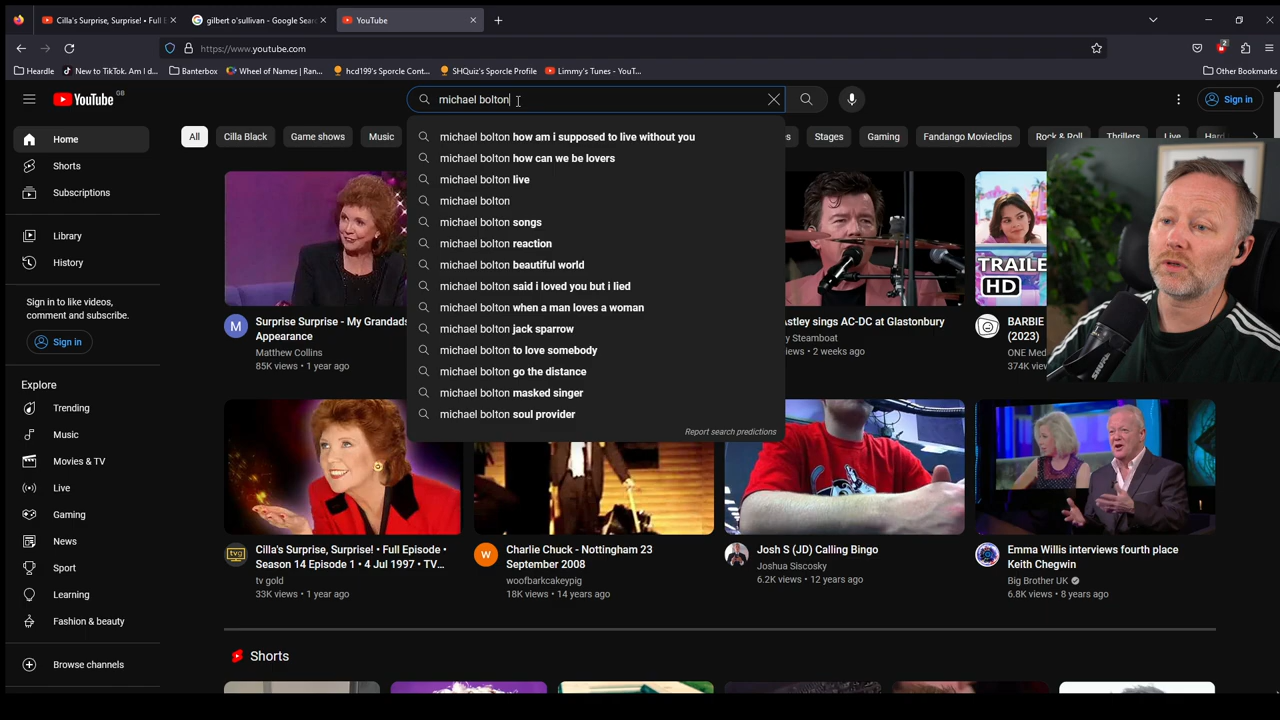 Cilla's Surprise, Surprise! • Full E
gilbert o'sullivan - Google Sear
YouTube
https://www.youtube.com
2
Heardle
New to TikTok. Am I d...
Banterbox
Wheel of Names | Ran...
hcd199's Sporcle Cont...
SHQuiz's Sporcle Profile
Limmy's Tunes - YouT...
Other Bookmarks
YouTube GB
michael bolton
Sign in
Home
Shorts
Subscriptions
Library
History
Sign in to like videos,
comment and subscribe.
Sign in
Explore
Trending
Music
Movies & TV
Live
Gaming
News
Sport
Learning
Fashion & beauty
Browse channels
All
Cilla Black
Game shows
Music
Stages
Gaming
Fandango Movieclips
Rock & Roll
Thrillers
Live
michael bolton how am i supposed to live without you
michael bolton how can we be lovers
michael bolton live
michael bolton
michael bolton songs
michael bolton reaction
michael bolton beautiful world
michael bolton said i loved you but i lied
michael bolton when a man loves a woman
michael bolton jack sparrow
michael bolton to love somebody
michael bolton go the distance
michael bolton masked singer
michael bolton soul provider
Report search predictions
M
Surprise Surprise - My Grandads
Appearance
Matthew Collins
85K views • 1 year ago
Astley sings AC-DC at Glastonbury
Steamboat
views • 2 weeks ago
TRAILE
HD
BARBIE
(2023)
ONE Med
374K view
SHURE
tvg
Cilla's Surprise, Surprise! • Full Episode •
Season 14 Episode 1 • 4 Jul 1997 • TV...
tv gold
33K views • 1 year ago
W
Charlie Chuck - Nottingham 23
September 2008
woofbarkcakepig
18K views • 14 years ago
Josh S (JD) Calling Bingo
Joshua Siscosky
6.2K views • 12 years ago
Emma Willis interviews fourth place
Keith Chegwin
Big Brother UK
6.8K views • 8 years ago
Shorts